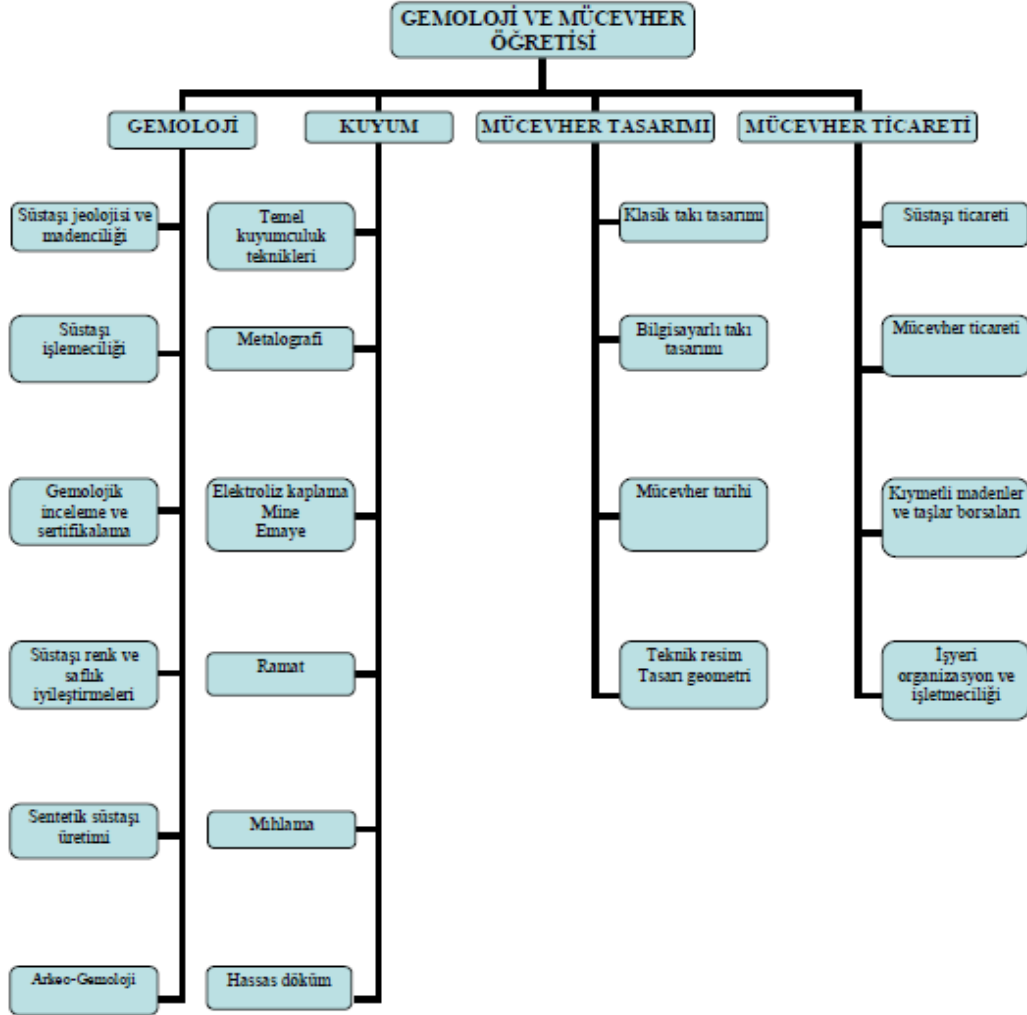 GEMOLOJİ VE MÜCEVHER
ÖĞRETİSİ
GEMOLOJİ
KUYUM
MÜCEVHER TASARIMI
MÜCEVHER TİCARETİ
Süstaşı jeolojisi ve
madenciliği
Süstaşı
işlemeciliği
Gemolojik
inceleme ve
sertifikalama
Süstaşı renk ve
saflık
iyileştirmeleri
Sentetik süstaşı
üretimi
Arkeo-Gemoloji
Temel
kuyumculuk
teknikleri
Metalografi
Elektroliz kaplama
Mine
Emaye
Ramat
Mıhlama
Hassas döküm
Klasik takı tasarımı
Bilgisayarlı takı
tasarımı
Mücevher tarihi
Teknik resim
Tasarı geometri
Süstaşı ticareti
Mücevher ticareti
Kıymetli madenler
ve taşlar borsaları
İşyeri
organizasyon ve
işletmeciliği